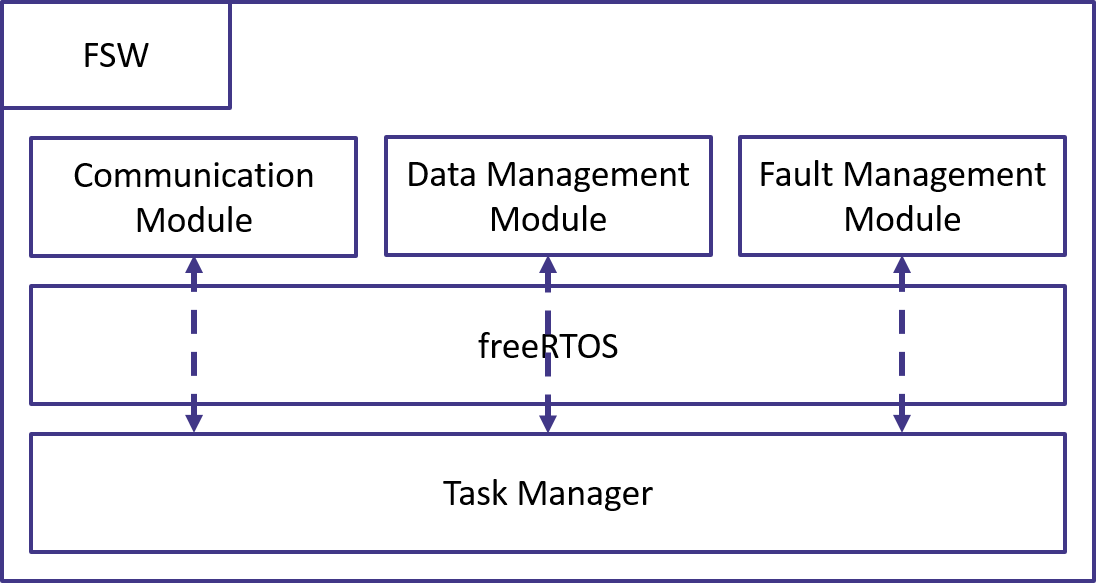 FSW
Communication
Module
Data Management
Module
Fault Management
Module
freeRTOS
Task Manager